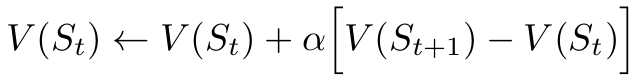 V(S_t) ← V(S_t) + α[V(S_{t+1}) − V(S_t)]